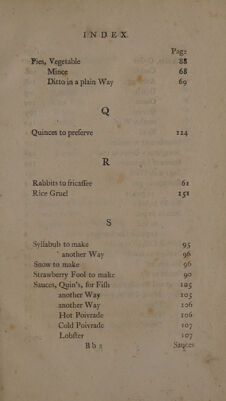 INDEX.
Page
Pies, Vegetable 88
Mince 68
Ditto in a plain Way 69
Q
Quinces to preſerve 124
R
Rabbits to fricaſſee 61
Rice Gruel 151
S
Syllabub to make 95
another Way 96
Snow to make 96
Strawberry Fool to make 90
Sauces, Quin's, for Fiſh 105
another Way 105
another Way 106
Hot Poivrade 106
Cold Poivrade 107
Lobſter 107
B b 2 Sauces